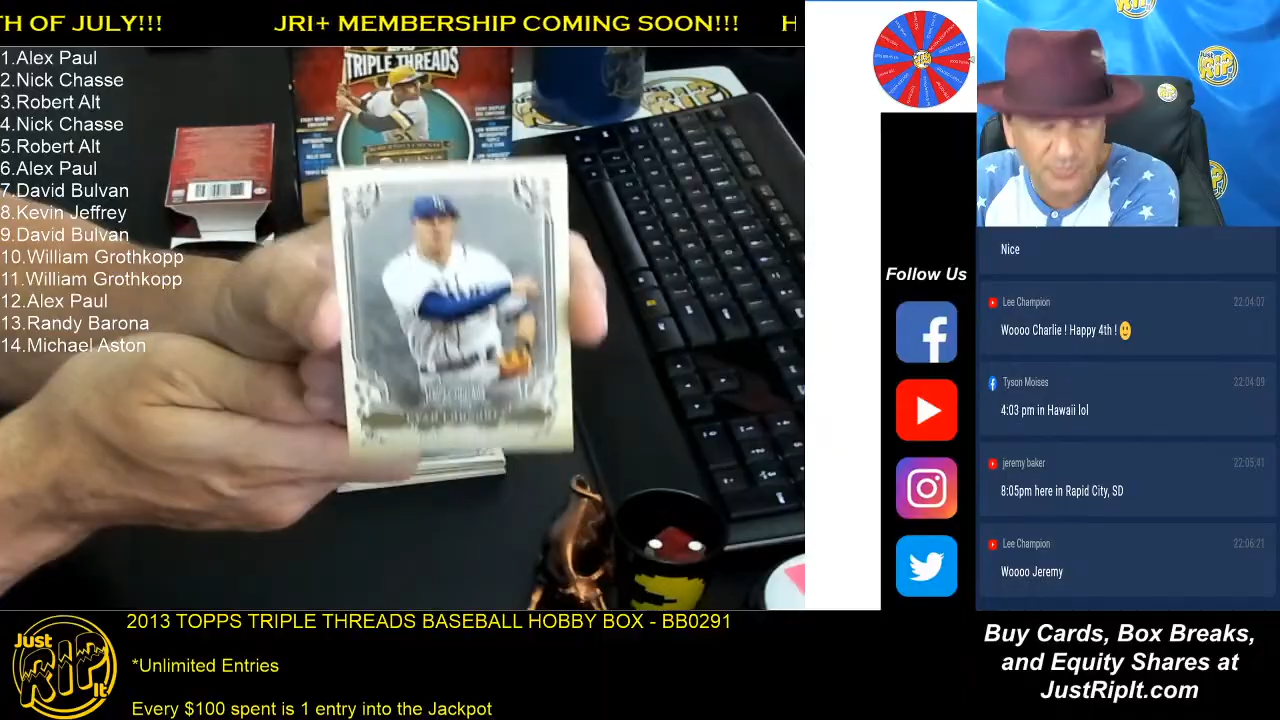 TH OF JULY!!! JRI+ MEMBERSHIP COMING SOON!!! H
1.Alex Paul
2.Nick Chasse
3.Robert Alt
4.Nick Chasse
5.Robert Alt
6.Alex Paul
7.David Bulvan
8.Kevin Jeffrey
9.David Bulvan
10.William Grothkopp
11.William Grothkopp
12.Alex Paul
13.Randy Barona
14.Michael Aston
TRIPLE THREADS
RIP
Follow Us
Nice
Lee Champion 22:04:07
Woooo Charlie ! Happy 4th !
Tyson Moises 22:04:09
4:03 pm in Hawaii lol
jeremy baker 22:05:41
8:05pm here in Rapid City, SD
Lee Champion 22:06:21
Woooo Jeremy
Just
RIP
It
2013 TOPPS TRIPLE THREADS BASEBALL HOBBY BOX - BB0291
*Unlimited Entries
Every $100 spent is 1 entry into the Jackpot
Buy Cards, Box Breaks,
and Equity Shares at
JustRipIt.com